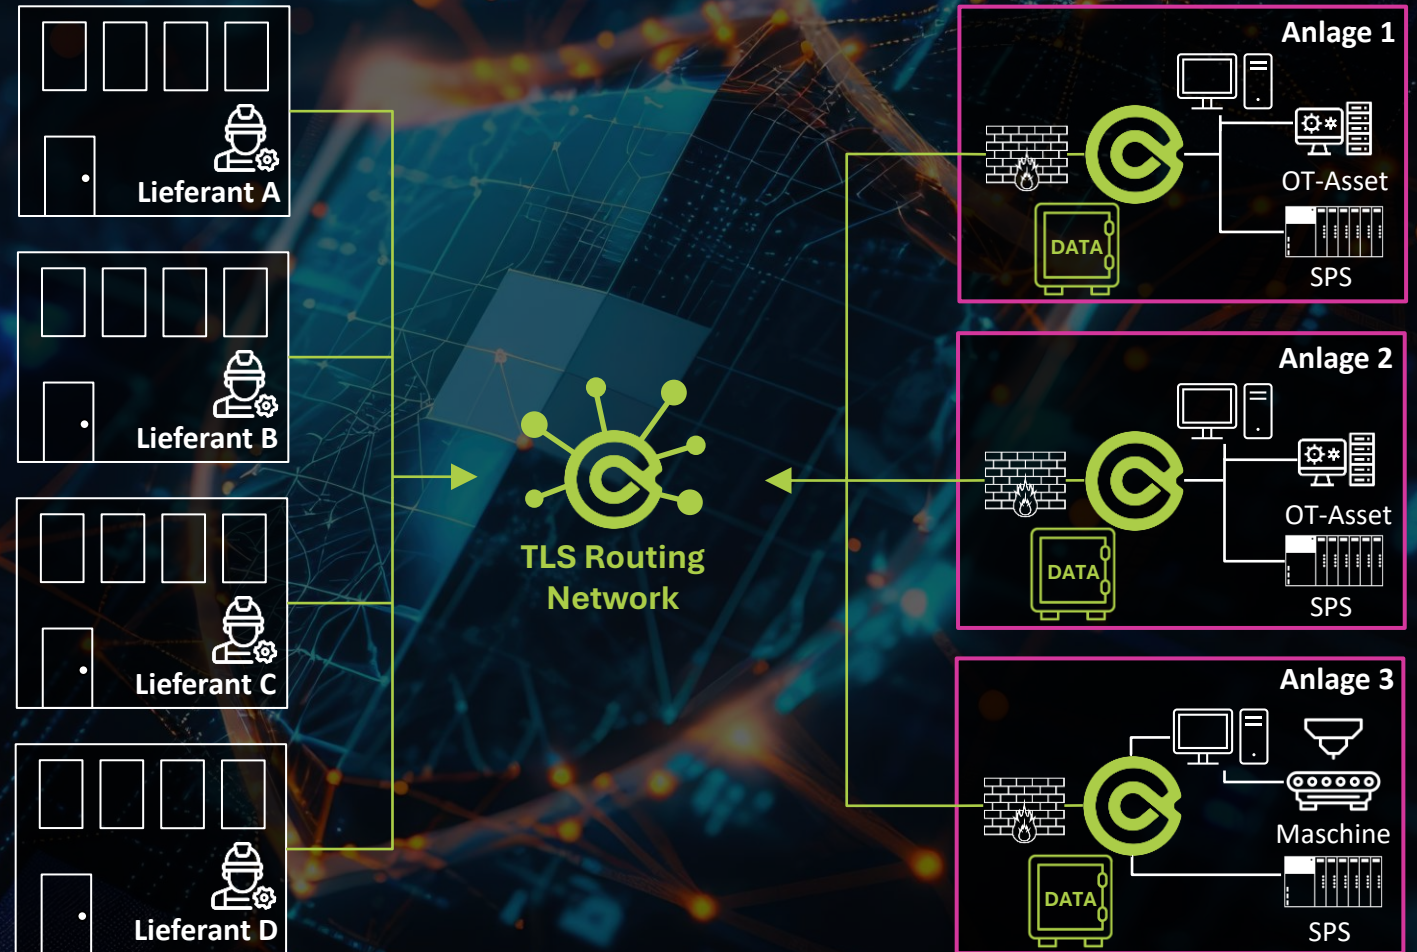 Lieferant A
Lieferant B
Lieferant C
Lieferant D
TLS Routing
Network
Anlage 1
DATA
OT-Asset
SPS
Anlage 2
DATA
OT-Asset
SPS
Anlage 3
DATA
Maschine
SPS